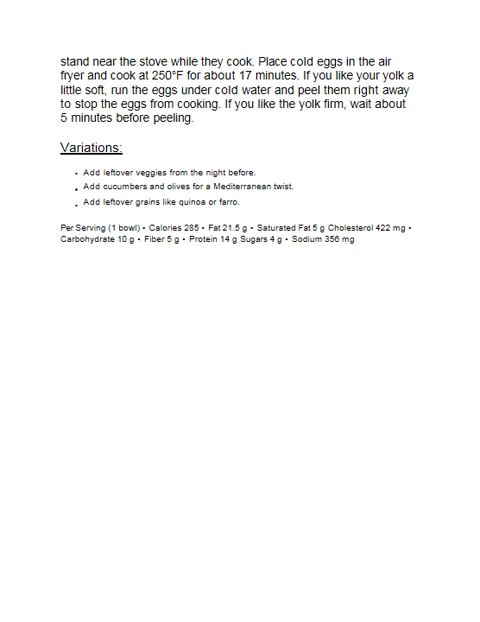 stand near the stove while they cook. Place cold eggs in the air
fryer and cook at 250°F for about 17 minutes. If you like your yolk a
little soft, run the eggs under cold water and peel them right away
to stop the eggs from cooking. If you like the yolk firm, wait about
5 minutes before peeling.
Variations:
• Add leftover veggies from the night before.
• Add cucumbers and olives for a Mediterranean twist.
• Add leftover grains like quinoa or farro.
Per Serving (1 bowl) • Calories 285 • Fat 21.5 g • Saturated Fat 5 g Cholesterol 422 mg •
Carbohydrate 10 g • Fiber 5 g • Protein 14 g Sugars 4 g • Sodium 356 mg